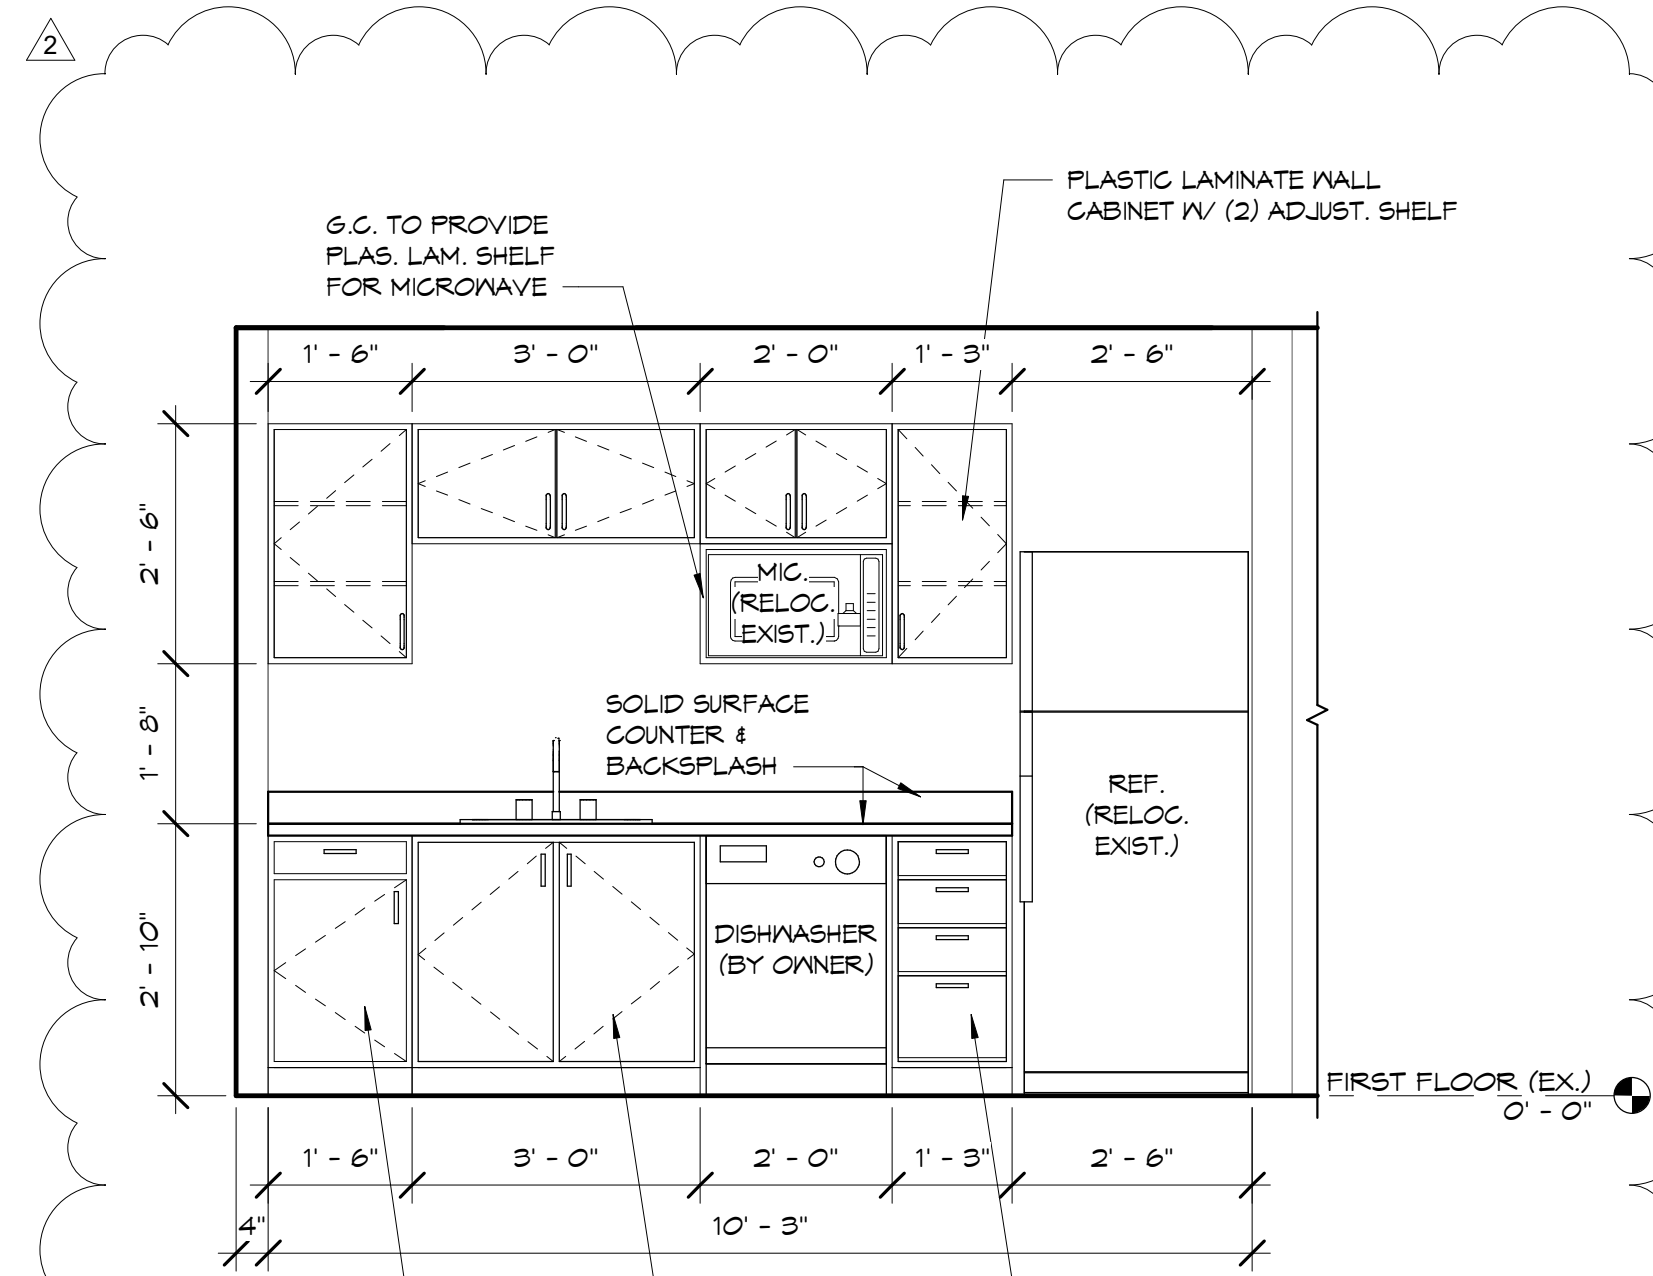 2
PLASTIC LAMINATE WALL
CABINET W/ (2) ADJUST. SHELF
G.C. TO PROVIDE
PLAS. LAM. SHELF
FOR MICROWAVE
1' - 6" 3' - 0" 2' - 0" 1' - 3" 2' - 6"
2' - 6"
MIC.
(RELOC.
EXIST.)
1' - 8"
SOLID SURFACE
COUNTER &
BACKSPLASH
REF.
(RELOC.
EXIST.)
2' - 10"
DISHWASHER
(BY OWNER)
FIRST FLOOR (EX.)
0' - 0"
1' - 6" 3' - 0" 2' - 0" 1' - 3" 2' - 6"
4" 10' - 3"